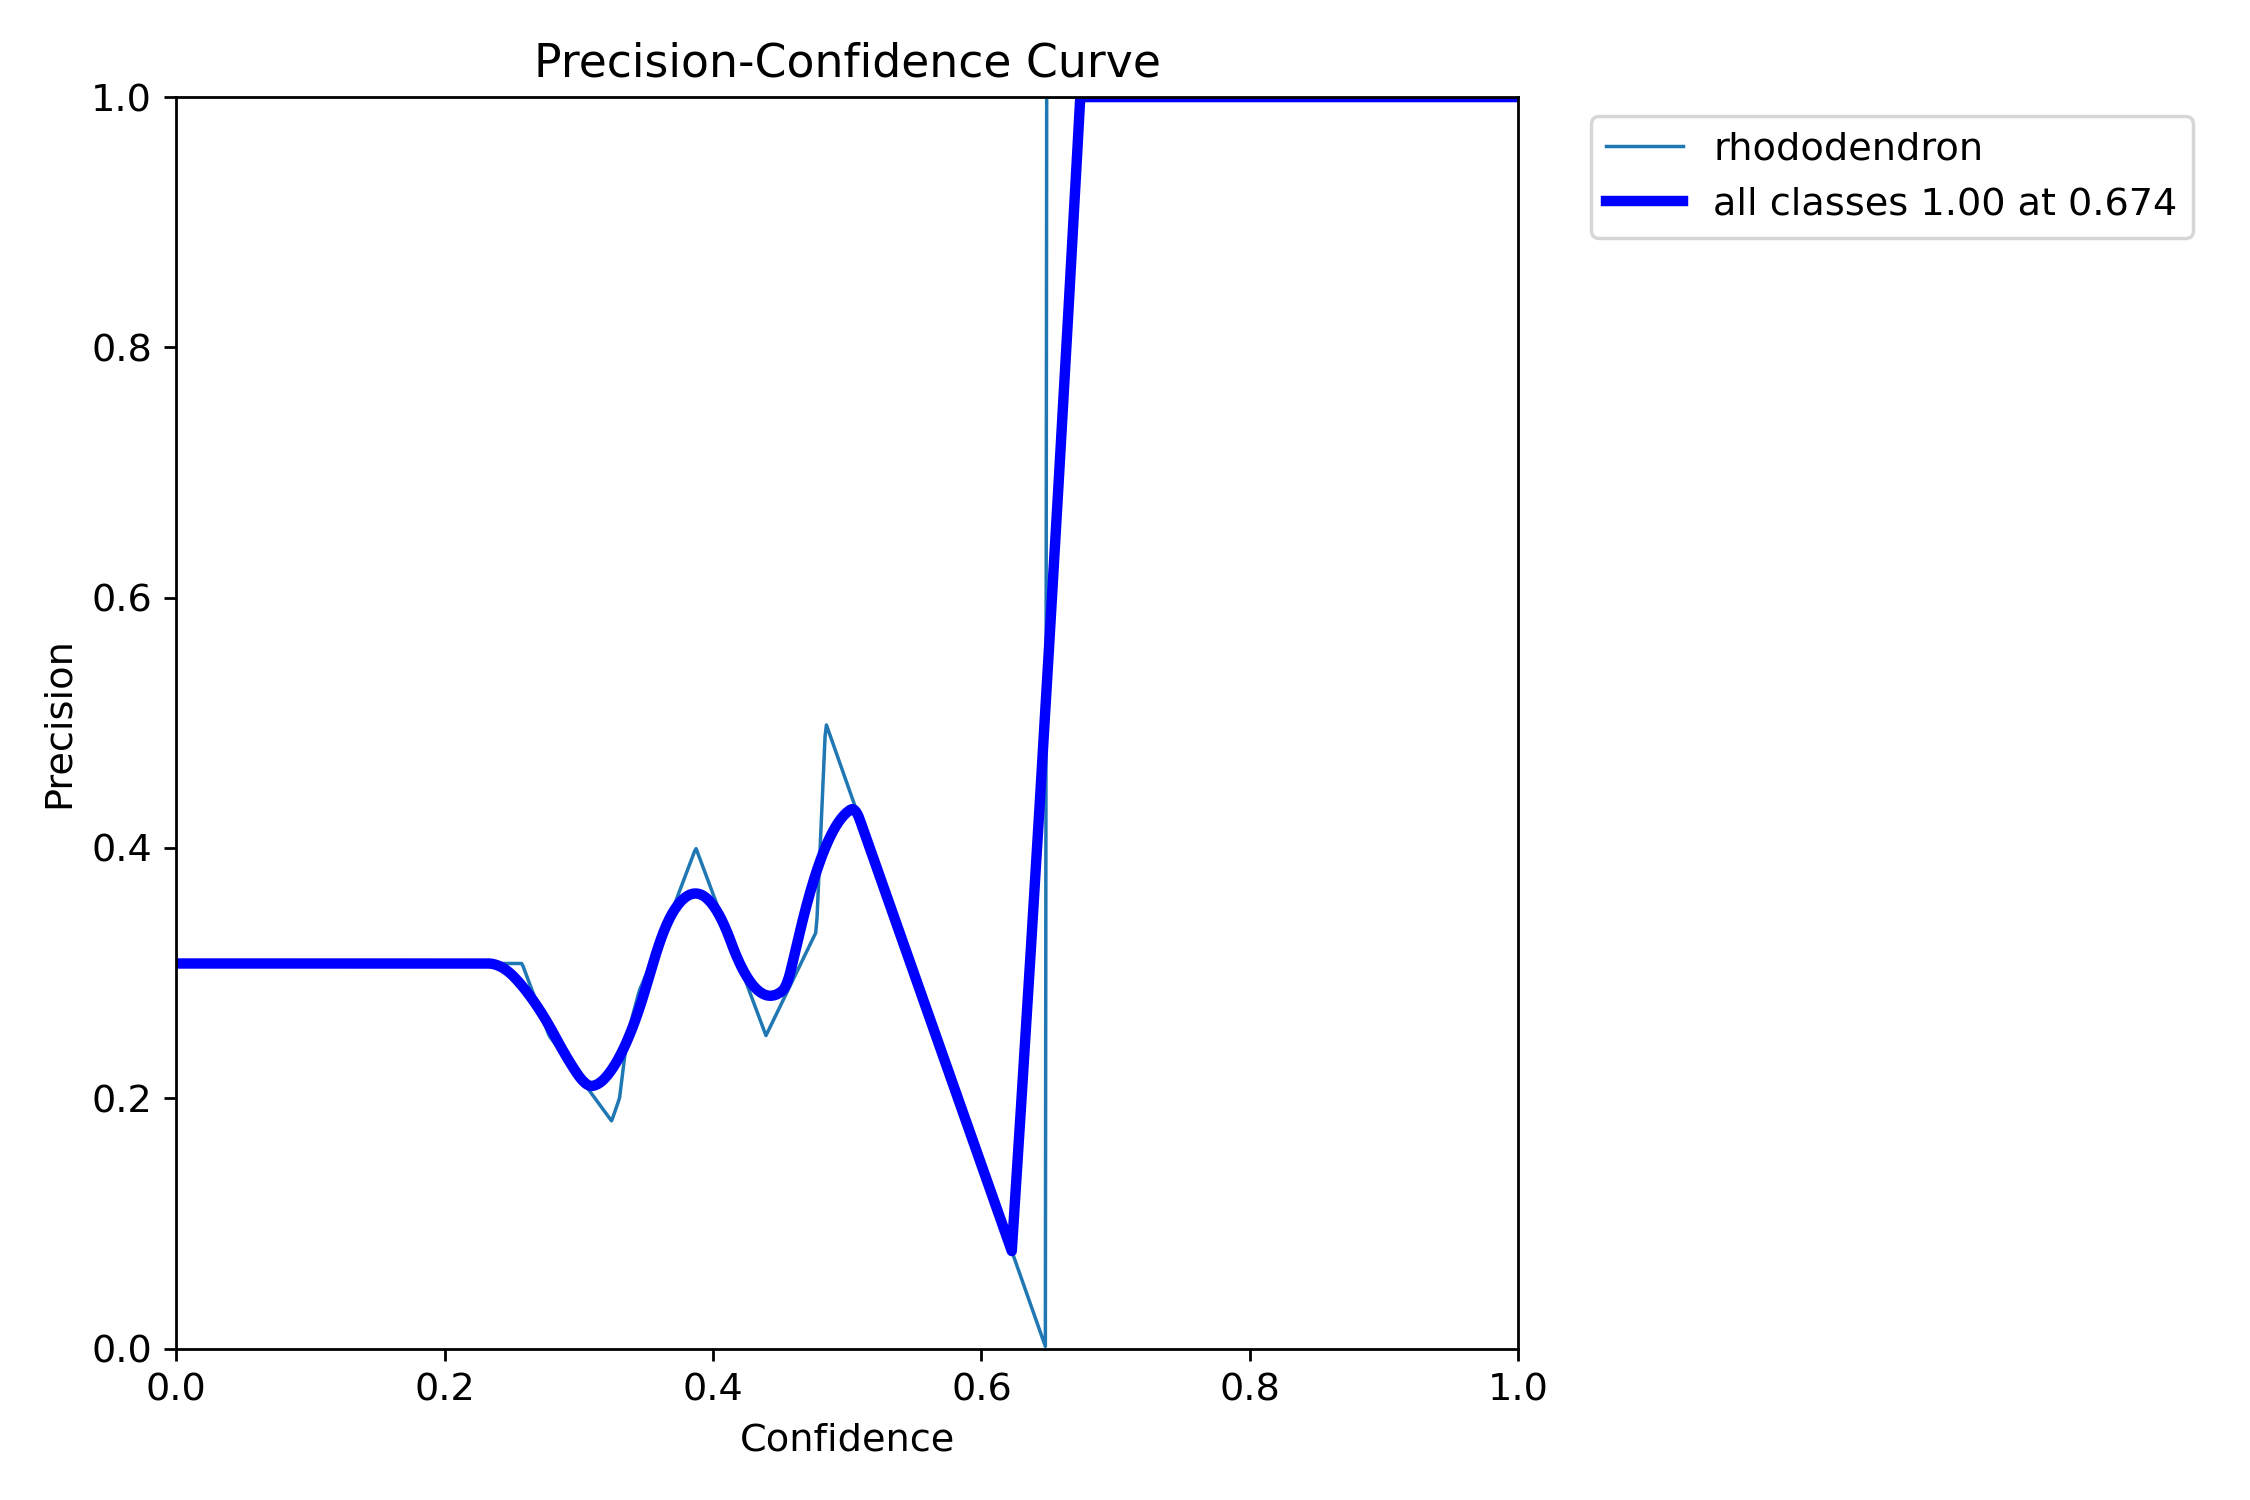 Precision-Confidence Curve
1.0
0.8
0.6
0.4
0.2
0.0
Precision
0.0 0.2 0.4 0.6 0.8 1.0
Confidence
rhododendron
all classes 1.00 at 0.674